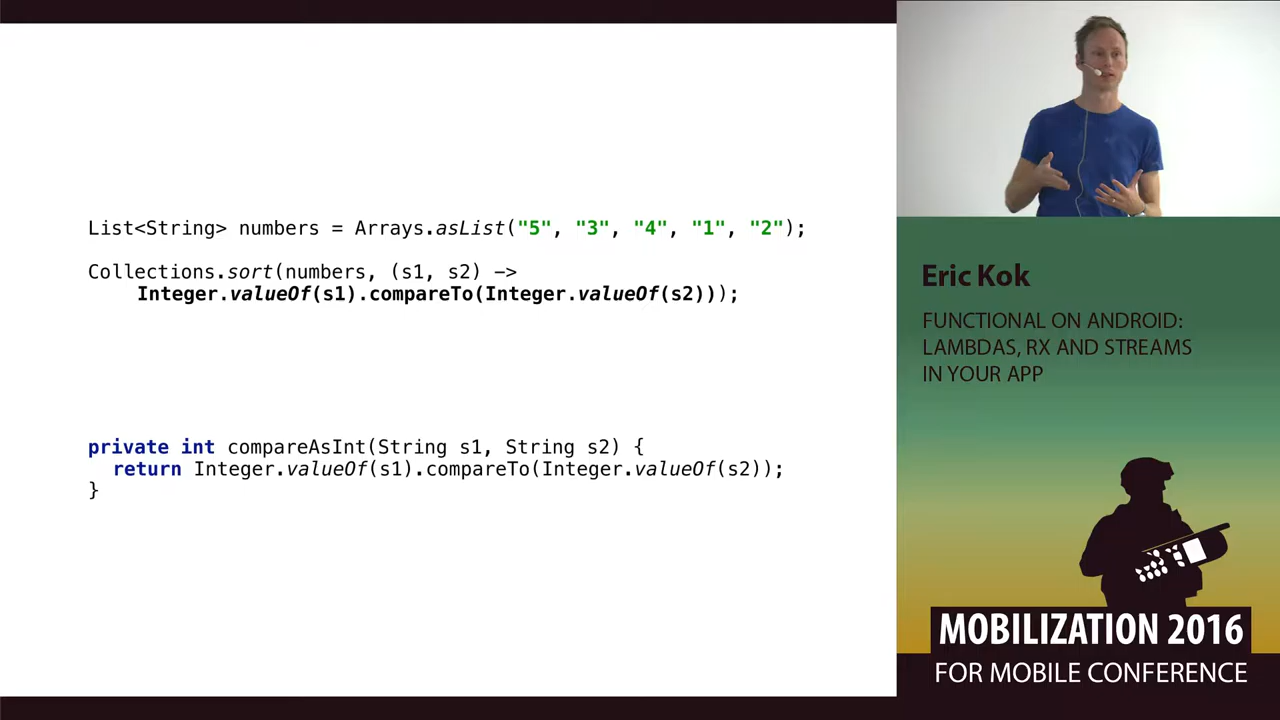 List<String> numbers = Arrays.asList("5", "3", "4", "1", "2");
Collections.sort(numbers, (s1, s2) ->
Integer.valueOf(s1).compareTo(Integer.valueOf(s2)));
private int compareAsInt(String s1, String s2) {
return Integer.valueOf(s1).compareTo(Integer.valueOf(s2));
}
Eric Kok
FUNCTIONAL ON ANDROID:
LAMBDAS, RX AND STREAMS
IN YOUR APP
MOBILIZATION 2016
FOR MOBILE CONFERENCE